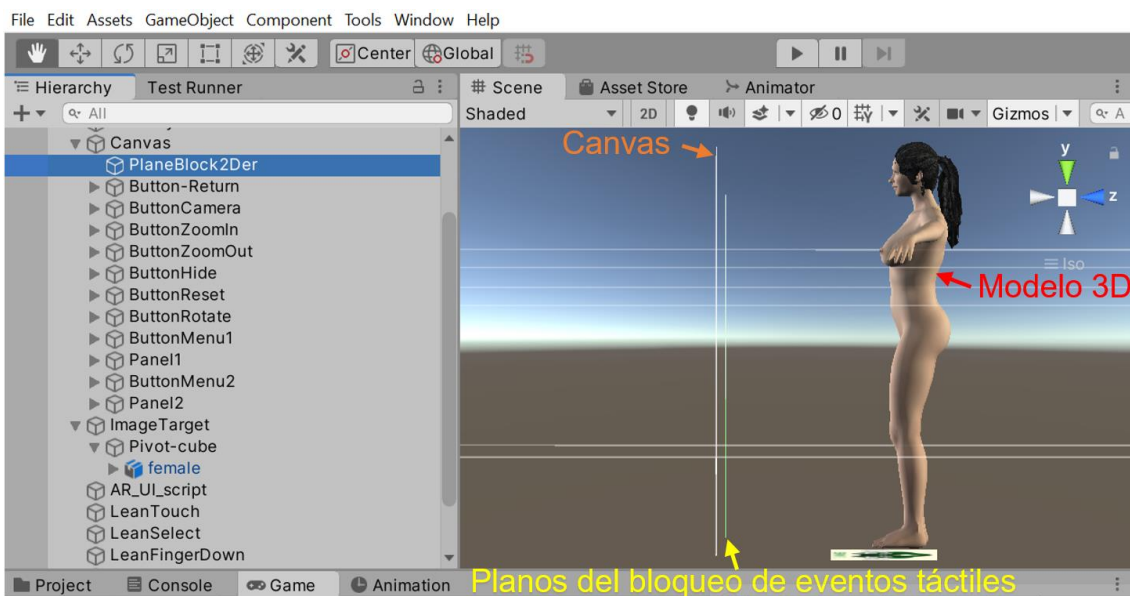 File Edit Assets GameObject Component Tools Window Help
Center Global
Hierarchy Test Runner # Scene Asset Store Animator
All Shaded 2D 0 Gizmos A
Canvas
PlaneBlock2Der
Button-Return
ButtonCamera
ButtonZoomIn
ButtonZoomOut
ButtonHide
ButtonReset
ButtonRotate
ButtonMenu1
Panel1
ButtonMenu2
Panel2
ImageTarget
Pivot-cube
female
AR_UI_script
LeanTouch
LeanSelect
LeanFingerDown
Canvas
y
z
Iso
Modelo 3D
Project Console Game Animation
Planos del bloqueo de eventos táctiles